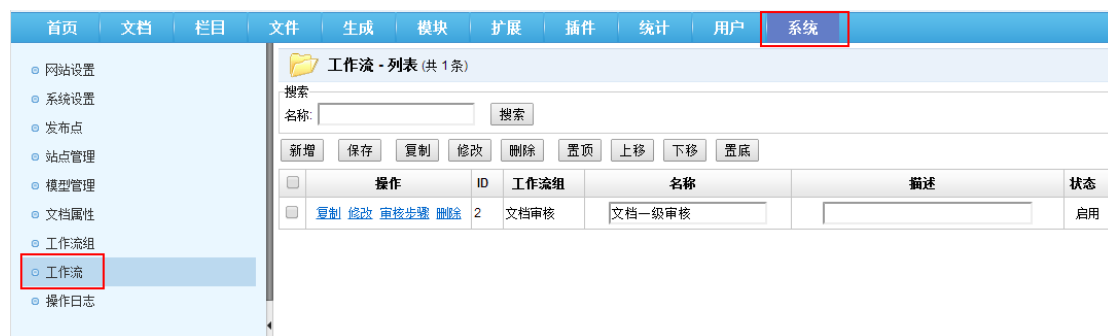 首页 文档 栏目 文件 生成 模块 扩展 插件 统计 用户 系统
网站设置
系统设置
发布点
站点管理
模型管理
文档属性
工作流组
工作流
操作日志
工作流 - 列表 (共 1 条)
搜索
名称: 搜索
新增 保存 复制 修改 删除 置顶 上移 下移 置底
操作 ID 工作流组 名称 描述 状态
复制 修改 审核步骤 删除 2 文档审核 文档一级审核 启用